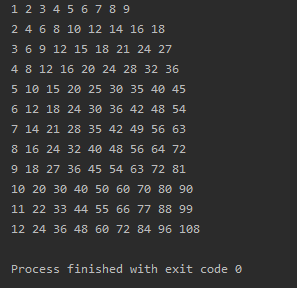 1 2 3 4 5 6 7 8 9
2 4 6 8 10 12 14 16 18
3 6 9 12 15 18 21 24 27
4 8 12 16 20 24 28 32 36
5 10 15 20 25 30 35 40 45
6 12 18 24 30 36 42 48 54
7 14 21 28 35 42 49 56 63
8 16 24 32 40 48 56 64 72
9 18 27 36 45 54 63 72 81
10 20 30 40 50 60 70 80 90
11 22 33 44 55 66 77 88 99
12 24 36 48 60 72 84 96 108
Process finished with exit code 0